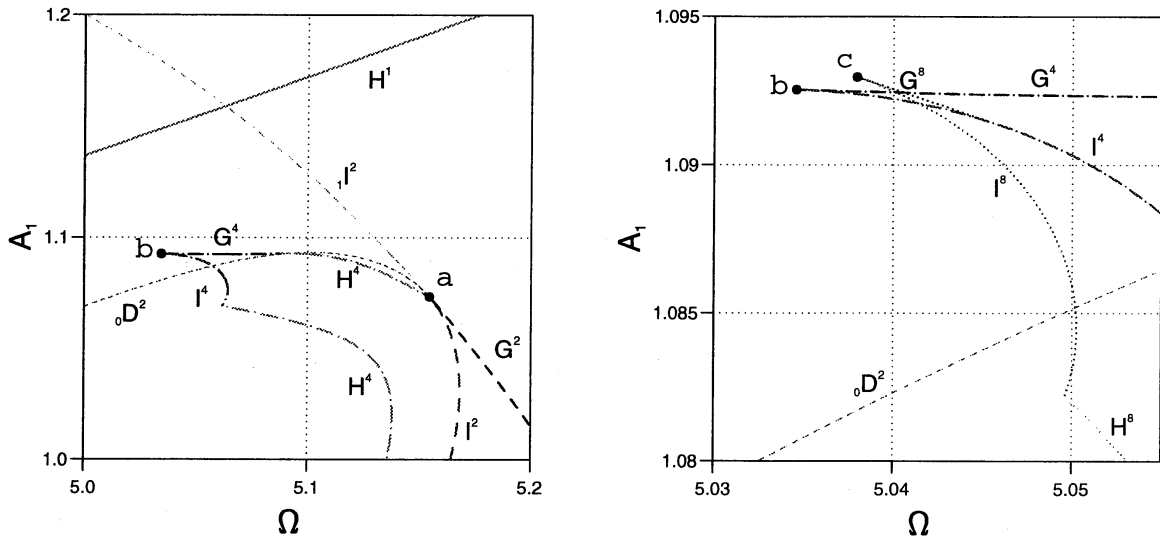 1.2
H¹
₁I²
A₁
1.1
b
G⁴
H⁴
a
I⁴
₀D²
G²
H⁴
I²
1.0
5.0
5.1
5.2
Ω
1.095
c
b
G⁸
G⁴
I⁴
1.09
I⁸
A₁
1.085
₀D²
H⁸
1.08
5.03
5.04
5.05
Ω